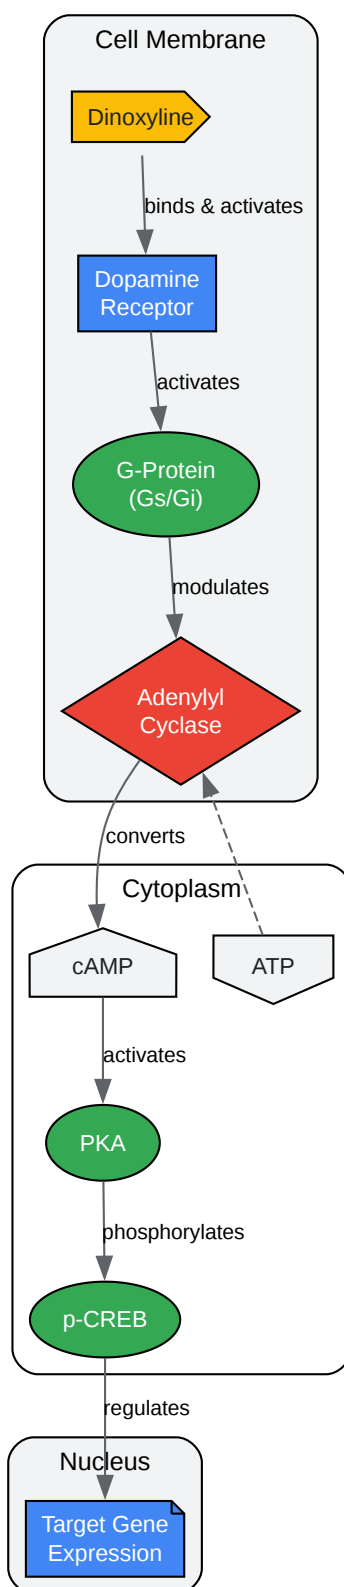 Cell Membrane
Dinoxyline
binds & activates
Dopamine
Receptor
activates
G-Protein
(Gs/Gi)
modulates
Adenylyl
Cyclase
converts
Cytoplasm
cAMP
ATP
activates
PKA
phosphorylates
p-CREB
regulates
Nucleus
Target Gene
Expression